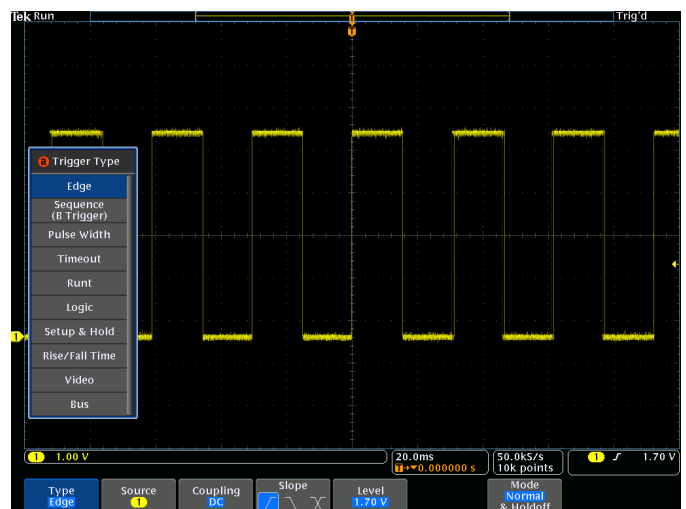 Tek Run Trig'd
T
T
a Trigger Type
Edge
Sequence
(B Trigger)
Pulse Width
Timeout
Runt
Logic
Setup & Hold
Rise/Fall Time
Video
Bus
1
1 1.00 V
20.0ms
T→▼0.000000 s
50.0kS/s
10k points
1 1.70 V
Type
Edge
Source
1
Coupling
DC
Slope
Level
1.70 V
Mode
Normal
& Holdoff